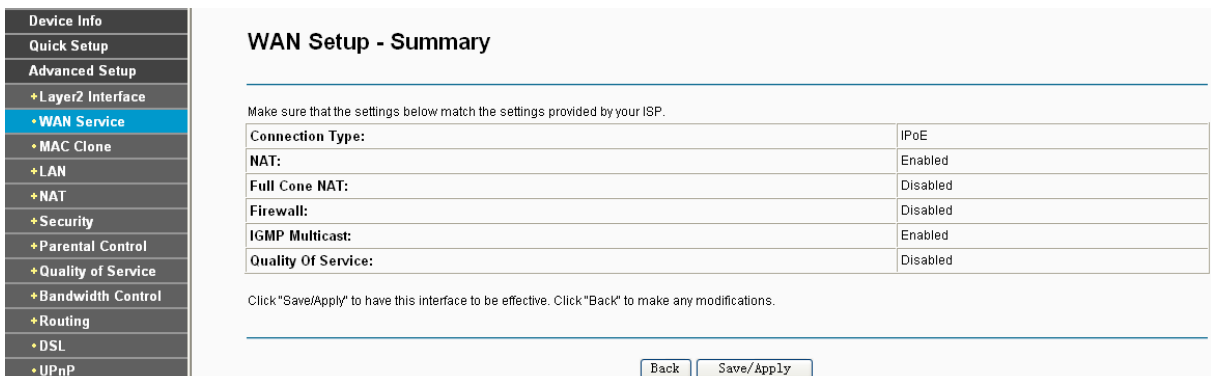 Device Info
Quick Setup
Advanced Setup
+Layer2 Interface
•WAN Service
•MAC Clone
+LAN
+NAT
+Security
+Parental Control
+Quality of Service
+Bandwidth Control
+Routing
•DSL
•UPnP
WAN Setup - Summary
Make sure that the settings below match the settings provided by your ISP.
Connection Type: IPoE
NAT: Enabled
Full Cone NAT: Disabled
Firewall: Disabled
IGMP Multicast: Enabled
Quality Of Service: Disabled
Click "Save/Apply" to have this interface to be effective. Click "Back" to make any modifications.
Back Save/Apply